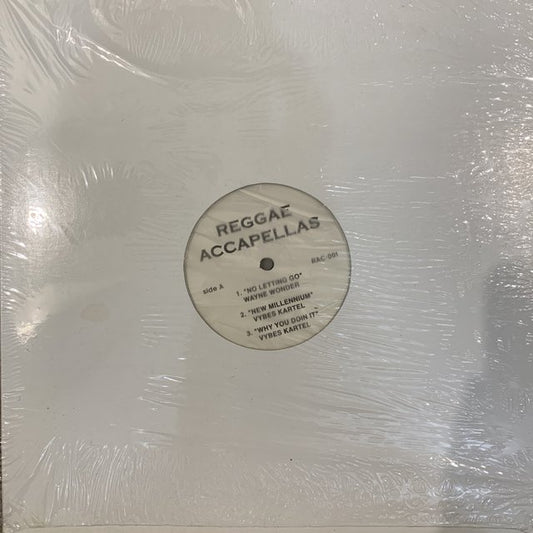 REGGAE
ACCAPELLAS
side A
RAC-001
1. "NO LETTING GO"
WAYNE WONDER
2. "NEW MILLENNIUM"
VYBES KARTEL
3. "WHY YOU DOIN IT"
VYBES KARTEL